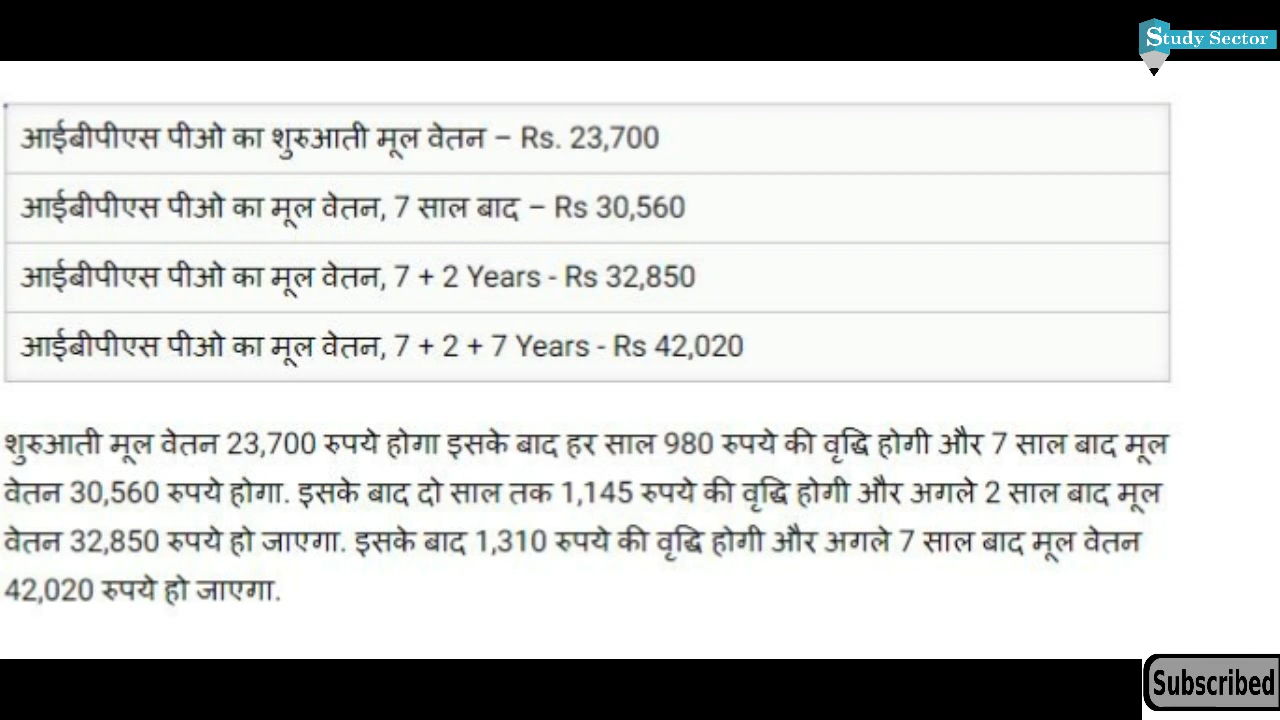 Study Sector
आईबीपीएस पीओ का शुरुआती मूल वेतन – Rs. 23,700
आईबीपीएस पीओ का मूल वेतन, 7 साल बाद – Rs 30,560
आईबीपीएस पीओ का मूल वेतन, 7 + 2 Years - Rs 32,850
आईबीपीएस पीओ का मूल वेतन, 7 + 2 + 7 Years - Rs 42,020
शुरुआती मूल वेतन 23,700 रुपये होगा इसके बाद हर साल 980 रुपये की वृद्धि होगी और 7 साल बाद मूल
वेतन 30,560 रुपये होगा. इसके बाद दो साल तक 1,145 रुपये की वृद्धि होगी और अगले 2 साल बाद मूल
वेतन 32,850 रुपये हो जाएगा. इसके बाद 1,310 रुपये की वृद्धि होगी और अगले 7 साल बाद मूल वेतन
42,020 रुपये हो जाएगा.
Subscribed